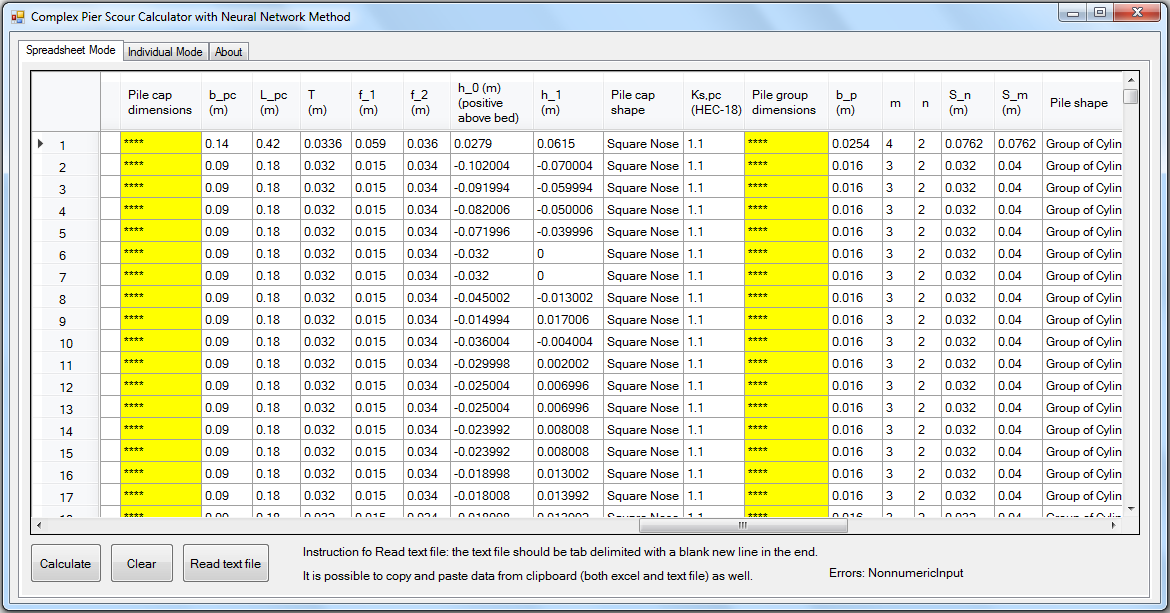 Complex Pier Scour Calculator with Neural Network Method
Spreadsheet Mode Individual Mode About
Pile cap dimensions b_pc (m) L_pc (m) T (m) f_1 (m) f_2 (m) h_0 (m) (positive above bed) h_1 (m) Pile cap shape Ks,pc (HEC-18) Pile group dimensions b_p (m) m n S_n (m) S_m (m) Pile shape
1 **** 0.14 0.42 0.0336 0.059 0.036 0.0279 0.0615 Square Nose 1.1 **** 0.0254 4 2 0.0762 0.0762 Group of Cylin
2 **** 0.09 0.18 0.032 0.015 0.034 -0.102004 -0.070004 Square Nose 1.1 **** 0.016 3 2 0.032 0.04 Group of Cylin
3 **** 0.09 0.18 0.032 0.015 0.034 -0.091994 -0.059994 Square Nose 1.1 **** 0.016 3 2 0.032 0.04 Group of Cylin
4 **** 0.09 0.18 0.032 0.015 0.034 -0.082006 -0.050006 Square Nose 1.1 **** 0.016 3 2 0.032 0.04 Group of Cylin
5 **** 0.09 0.18 0.032 0.015 0.034 -0.071996 -0.039996 Square Nose 1.1 **** 0.016 3 2 0.032 0.04 Group of Cylin
6 **** 0.09 0.18 0.032 0.015 0.034 -0.032 0 Square Nose 1.1 **** 0.016 3 2 0.032 0.04 Group of Cylin
7 **** 0.09 0.18 0.032 0.015 0.034 -0.032 0 Square Nose 1.1 **** 0.016 3 2 0.032 0.04 Group of Cylin
8 **** 0.09 0.18 0.032 0.015 0.034 -0.045002 -0.013002 Square Nose 1.1 **** 0.016 3 2 0.032 0.04 Group of Cylin
9 **** 0.09 0.18 0.032 0.015 0.034 -0.014994 0.017006 Square Nose 1.1 **** 0.016 3 2 0.032 0.04 Group of Cylin
10 **** 0.09 0.18 0.032 0.015 0.034 -0.036004 -0.004004 Square Nose 1.1 **** 0.016 3 2 0.032 0.04 Group of Cylin
11 **** 0.09 0.18 0.032 0.015 0.034 -0.029998 0.002002 Square Nose 1.1 **** 0.016 3 2 0.032 0.04 Group of Cylin
12 **** 0.09 0.18 0.032 0.015 0.034 -0.025004 0.006996 Square Nose 1.1 **** 0.016 3 2 0.032 0.04 Group of Cylin
13 **** 0.09 0.18 0.032 0.015 0.034 -0.025004 0.006996 Square Nose 1.1 **** 0.016 3 2 0.032 0.04 Group of Cylin
14 **** 0.09 0.18 0.032 0.015 0.034 -0.023992 0.008008 Square Nose 1.1 **** 0.016 3 2 0.032 0.04 Group of Cylin
15 **** 0.09 0.18 0.032 0.015 0.034 -0.023992 0.008008 Square Nose 1.1 **** 0.016 3 2 0.032 0.04 Group of Cylin
16 **** 0.09 0.18 0.032 0.015 0.034 -0.018998 0.013002 Square Nose 1.1 **** 0.016 3 2 0.032 0.04 Group of Cylin
17 **** 0.09 0.18 0.032 0.015 0.034 -0.018008 0.013992 Square Nose 1.1 **** 0.016 3 2 0.032 0.04 Group of Cylin
Calculate Clear Read text file
Instruction fo Read text file: the text file should be tab delimited with a blank new line in the end.
It is possible to copy and paste data from clipboard (both excel and text file) as well.
Errors: NonnumericInput